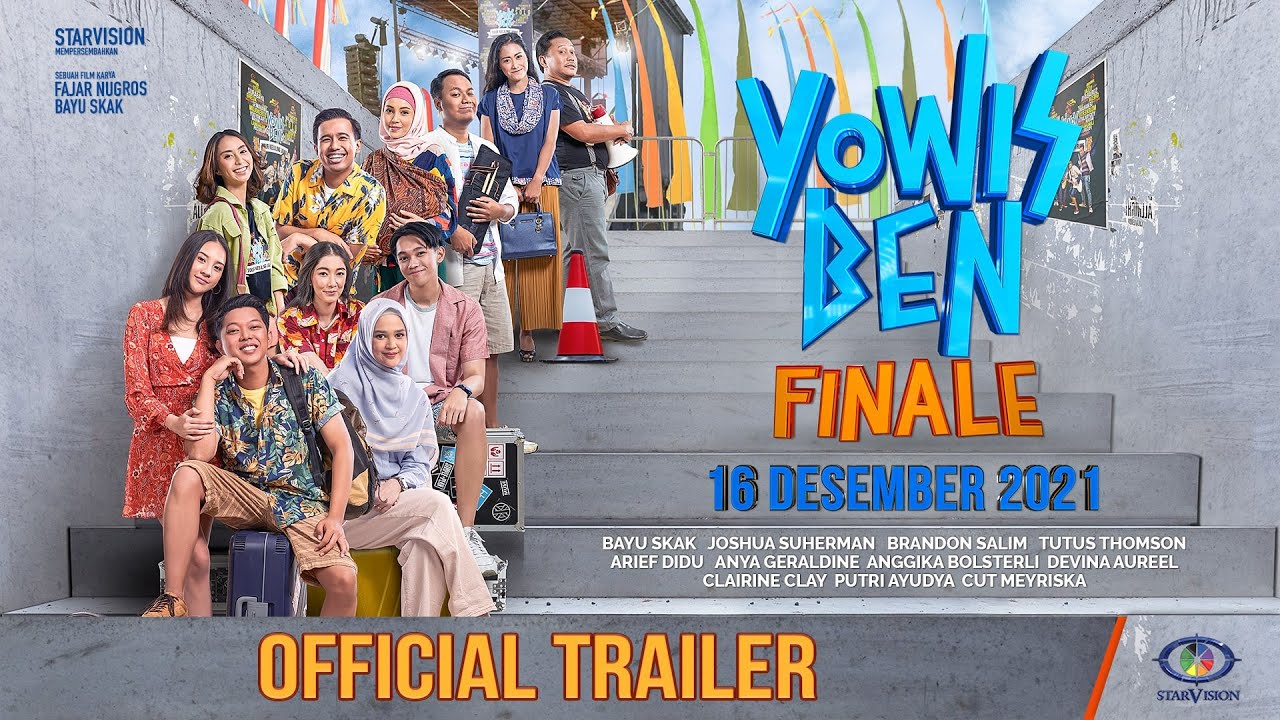 STARVISION
MEMPERSEMBAHKAN
SEBUAH FILM KARYA
FAJAR NUGROS
BAYU SKAK
YOWIS
BEN
FINALE
16 DESEMBER 2021
BAYU SKAK JOSHUA SUHERMAN BRANDON SALIM TUTUS THOMSON
ARIEF DIDU ANYA GERALDINE ANGGIKA BOLSTERLI DEVINA AUREEL
CLAIRINE CLAY PUTRI AYUDYA CUT MEYRISKA
OFFICIAL TRAILER
STARVISION